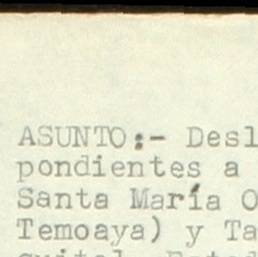 ASUNTO:- Desl
pondientes a
Santa María O
Temoaya) y Ta